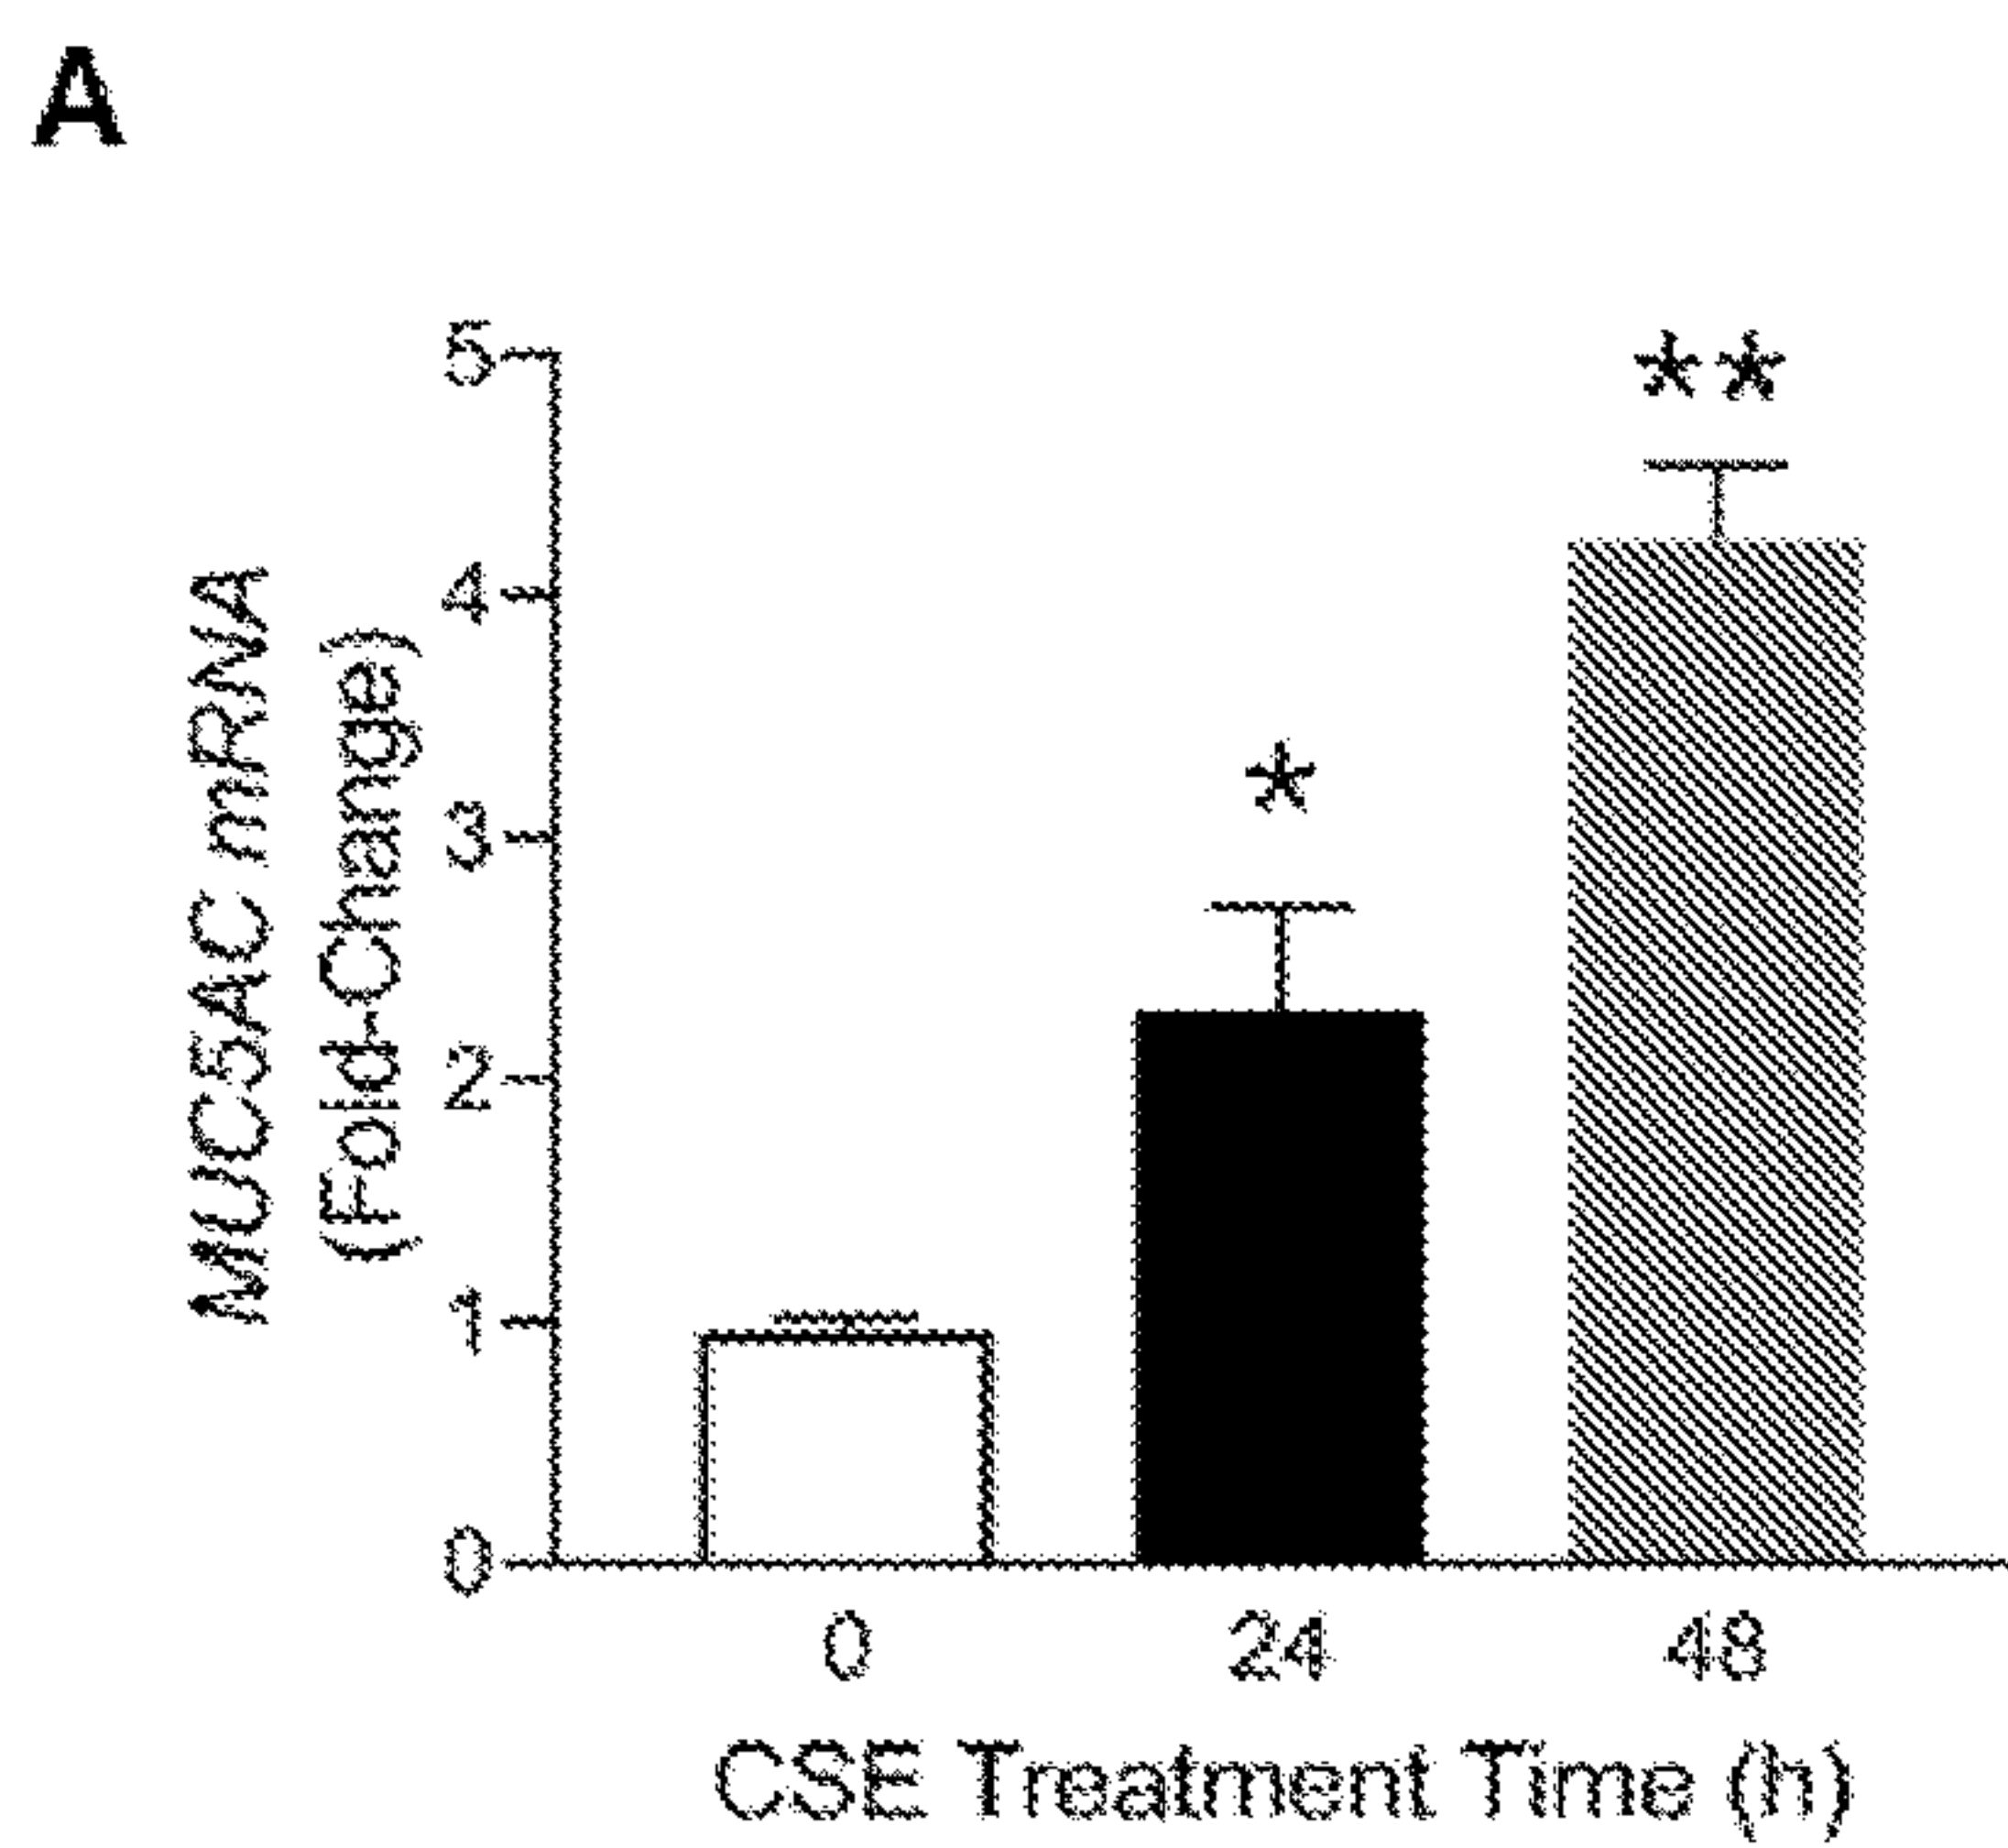 A
MUC5AC mRNA
(Fold-Change)
5
4
3
2
1
0
*
**
0 24 48
CSE Treatment Time (h)